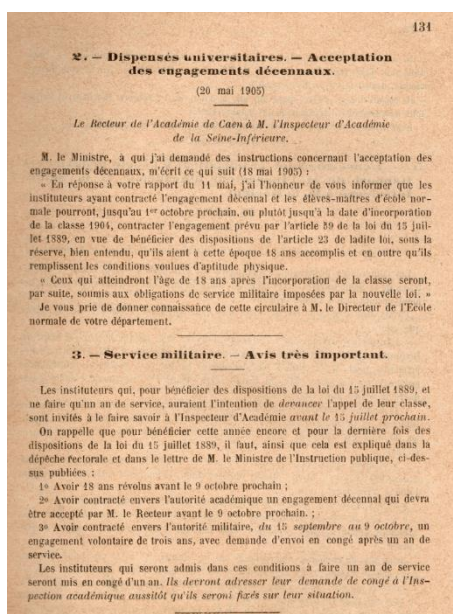 131
2. — Dispensés universitaires. — Acceptation
des engagements décennaux.
(20 mai 1905)
Le Recteur de l'Académie de Caen à M. l'Inspecteur d'Académie
de la Seine-Inférieure.
M. le Ministre, à qui j'ai demandé des instructions concernant l'acceptation des
engagements décennaux, m'écrit ce qui suit (18 mai 1905) :
« En réponse à votre rapport du 11 mai, j'ai l'honneur de vous informer que les
instituteurs ayant contracté l'engagement décennal et les élèves-maîtres d'école nor-
male pourront, jusqu'au 1er octobre prochain, ou plutôt jusqu'à la date d'incorporation
de la classe 1904, contracter l'engagement prévu par l'article 59 de la loi du 15 juil-
let 1889, en vue de bénéficier des dispositions de l'article 23 de ladite loi, sous la
réserve, bien entendu, qu'ils aient à cette époque 18 ans accomplis et en outre qu'ils
remplissent les conditions voulues d'aptitude physique.
« Ceux qui atteindront l'âge de 18 ans après l'incorporation de la classe seront,
par suite, soumis aux obligations de service militaire imposées par la nouvelle loi. »
Je vous prie de donner connaissance de cette circulaire à M. le Directeur de l'Ecole
normale de votre département.
3. — Service militaire. — Avis très important.
Les instituteurs qui, pour bénéficier des dispositions de la loi du 15 juillet 1889, et
ne faire qu'un an de service, auraient l'intention de devancer l'appel de leur classe,
sont invités à le faire savoir à l'Inspecteur d'Académie avant le 15 juillet prochain.
On rappelle que pour bénéficier cette année encore et pour la dernière fois des
dispositions de la loi du 15 juillet 1889, il faut, ainsi que cela est expliqué dans la
dépêche rectorale et dans la lettre de M. le Ministre de l'Instruction publique, ci-des-
sus publiées :
1º Avoir 18 ans révolus avant le 9 octobre prochain ;
2º Avoir contracté envers l'autorité académique un engagement décennal qui devra
être accepté par M. le Recteur avant le 9 octobre prochain. ;
3º Avoir contracté envers l'autorité militaire, du 15 septembre au 9 octobre, un
engagement volontaire de trois ans, avec demande d'envoi en congé après un an de
service.
Les instituteurs qui seront admis dans ces conditions à faire un an de service
seront mis en congé d'un an. Ils devront adresser leur demande de congé à l'Ins-
pection académique aussitôt qu'ils seront fixés sur leur situation.